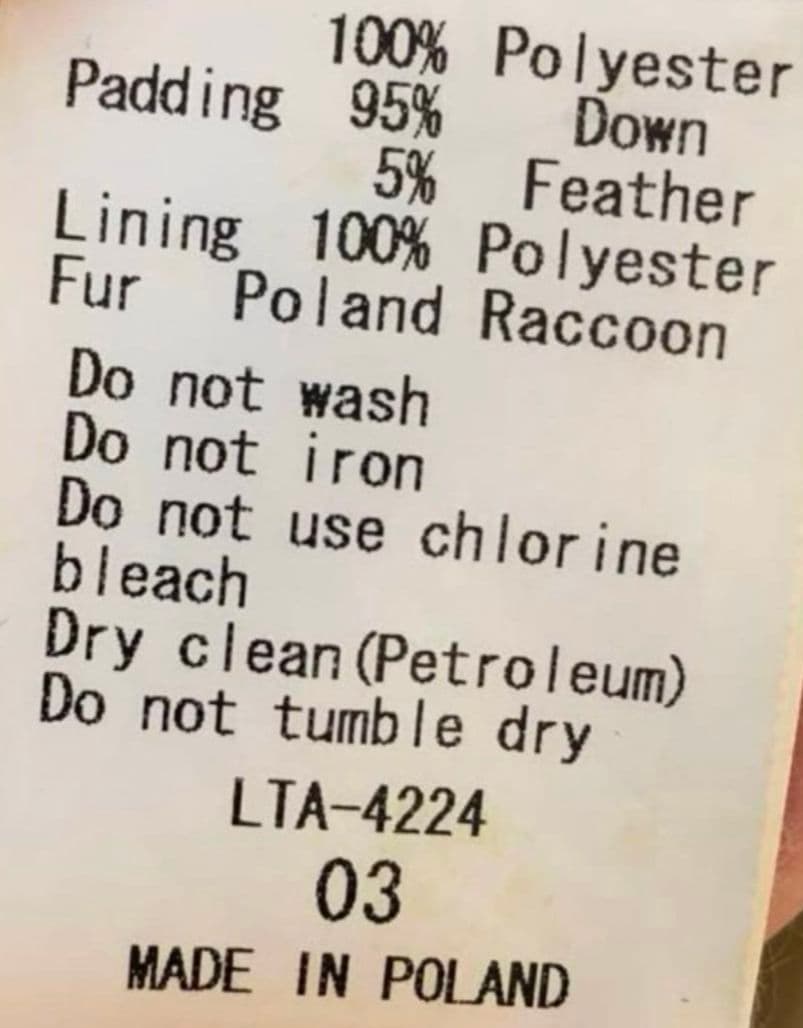 100% Polyester
Padding 95% Down
5% Feather
Lining 100% Polyester
Fur Poland Raccoon
Do not wash
Do not iron
Do not use chlorine
bleach
Dry clean(Petroleum)
Do not tumble dry
LTA-4224
03
MADE IN POLAND